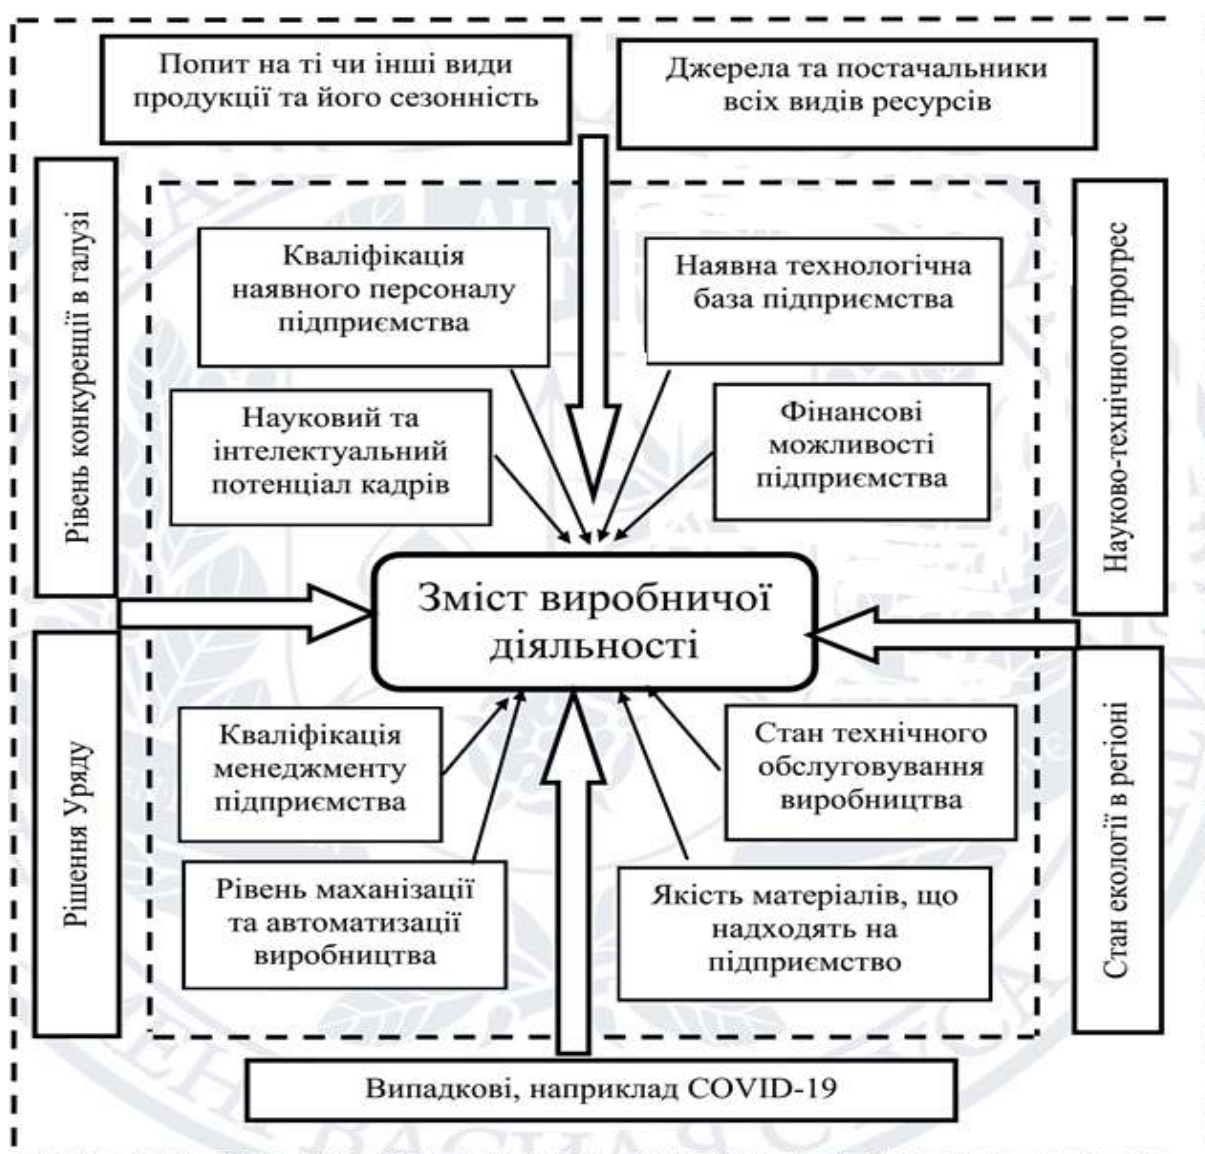 Попит на ті чи інші види
продукції та його сезонність
Джерела та постачальники
всіх видів ресурсів
Рівень конкуренції в галузі
Науково-технічного прогрес
Кваліфікація
наявного персоналу
підприємства
Наявна технологічна
база підприємства
Науковий та
інтелектуальний
потенціал кадрів
Фінансові
можливості
підприємства
Зміст виробничої
діяльності
Рішення Уряду
Стан екології в регіоні
Кваліфікація
менеджменту
підприємства
Стан технічного
обслуговування
виробництва
Рівень маханізації
та автоматизації
виробництва
Якість матеріалів, що
надходять на
підприємство
Випадкові, наприклад COVID-19